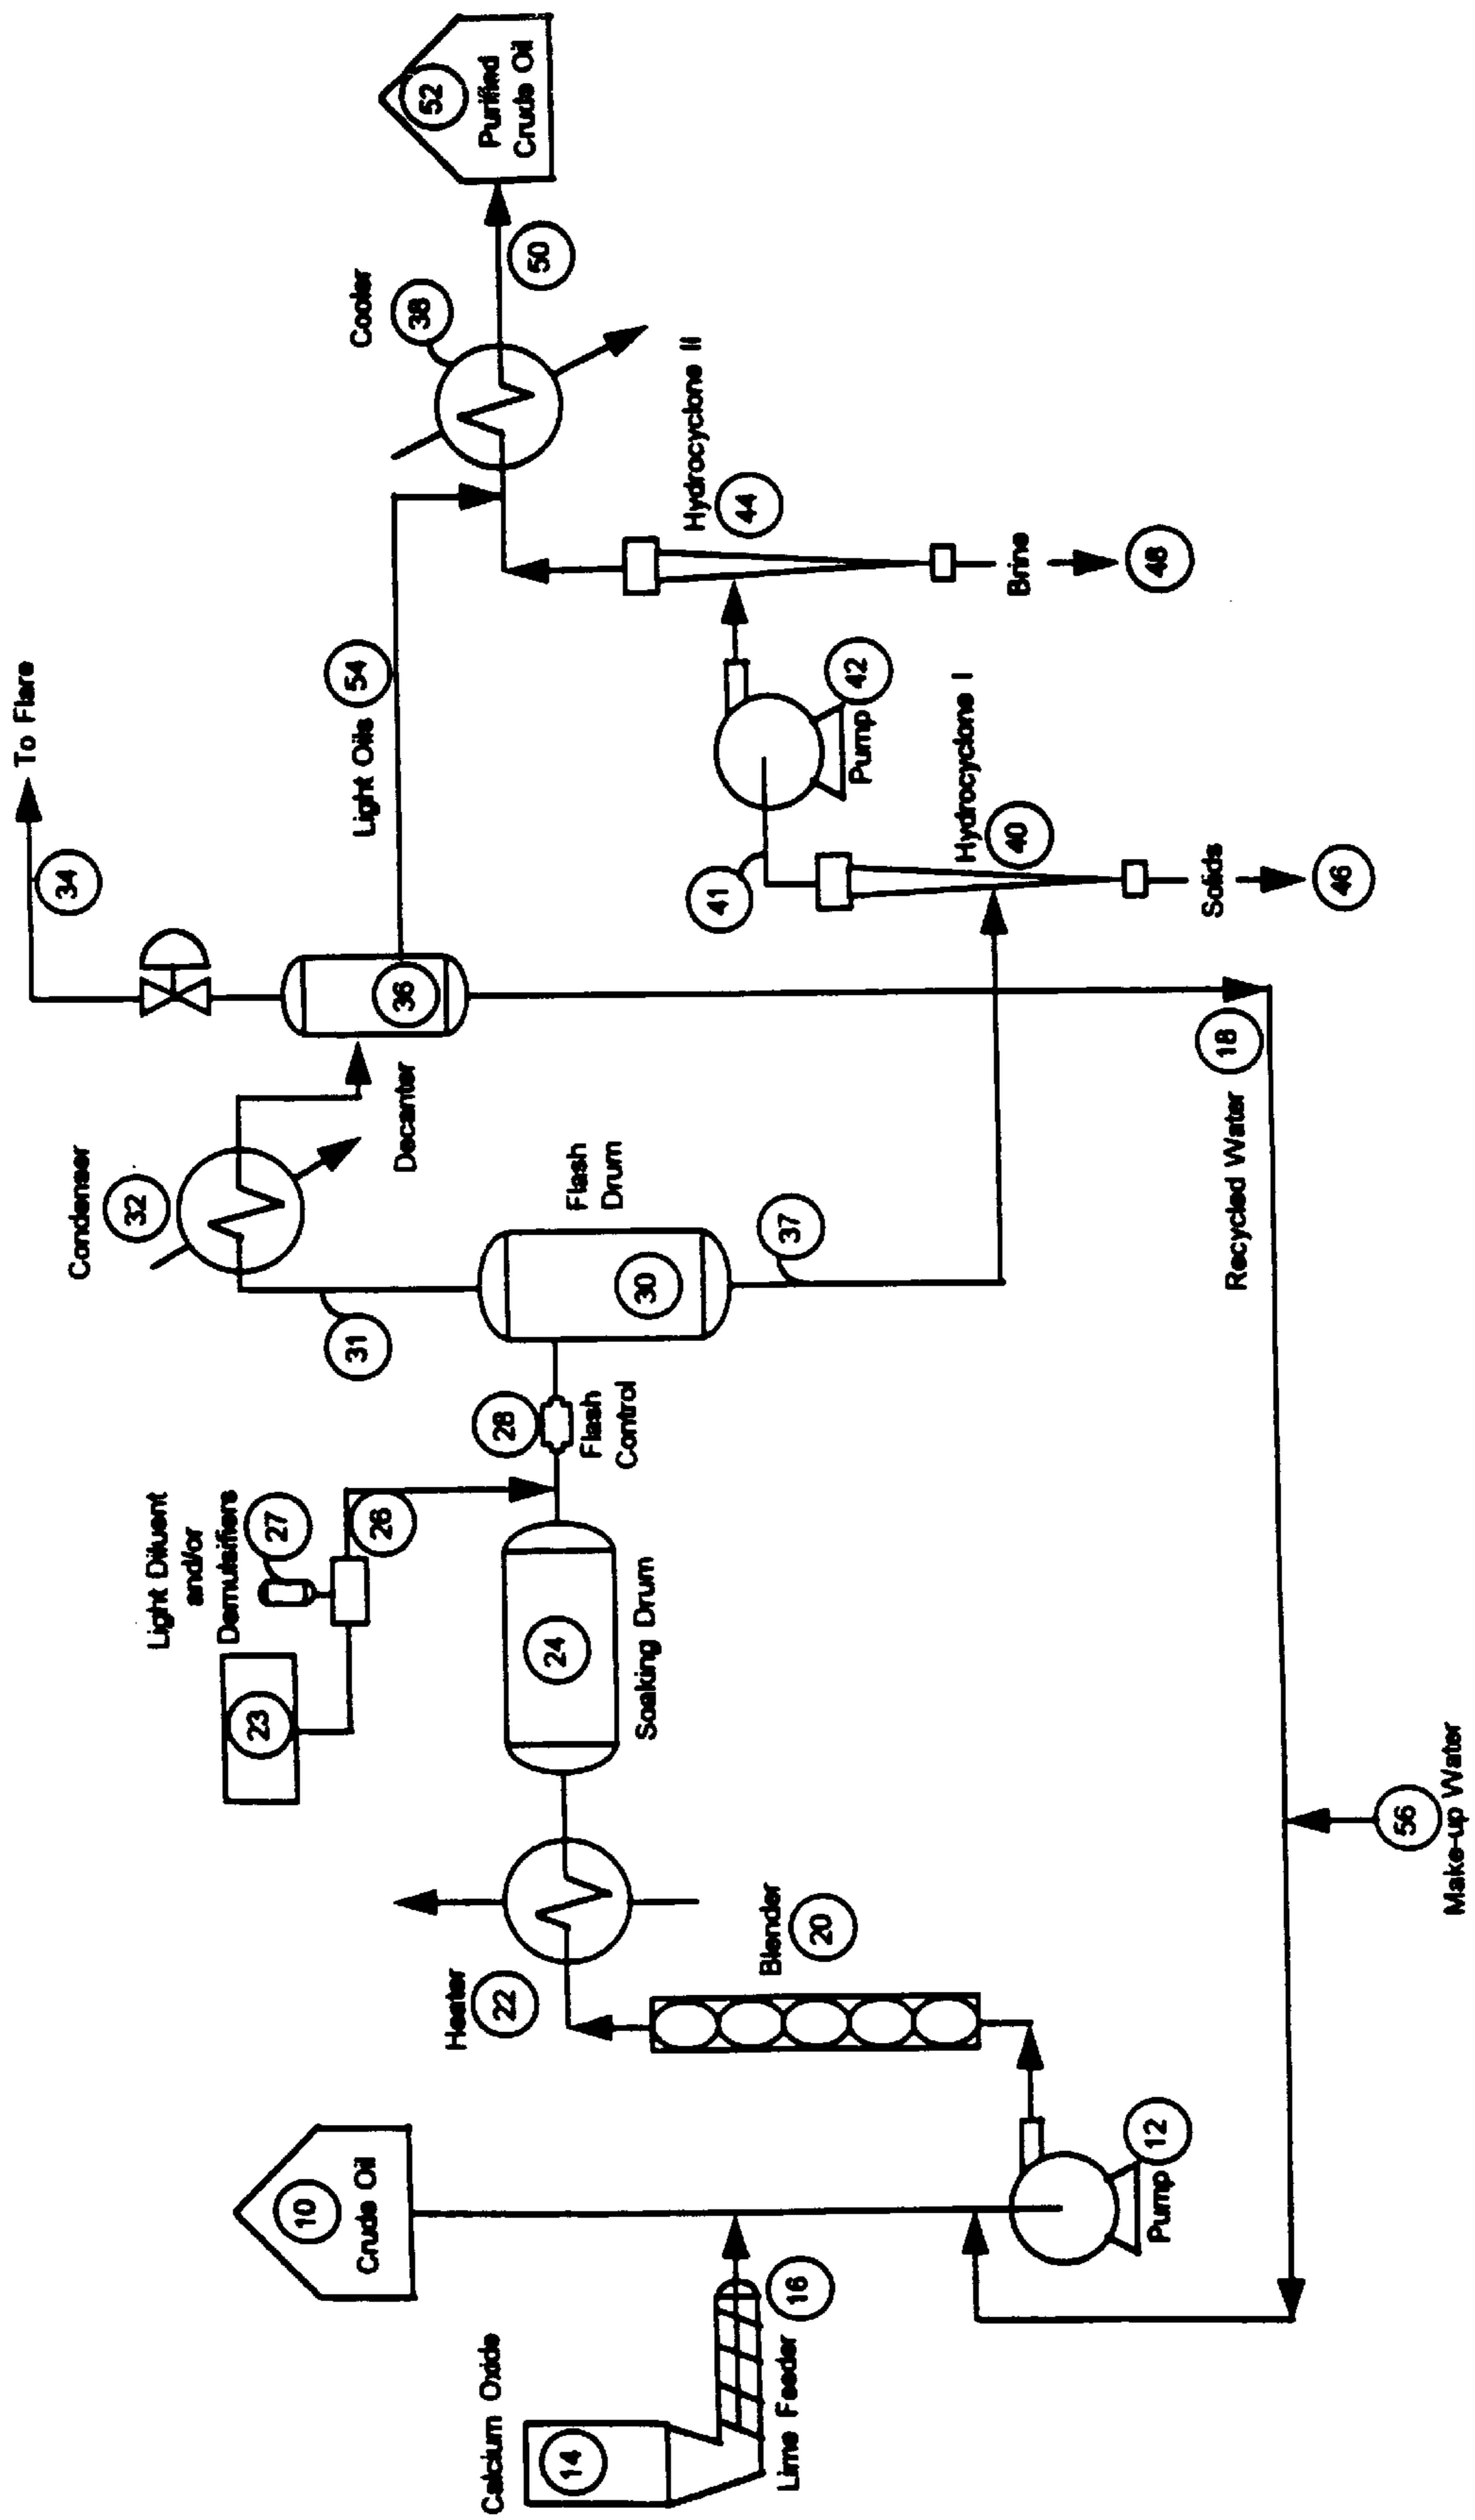 Calcium Oxide
14
Lime Feeder
16
10
Crude Oil
12
Pump
Blender
20
Heater
22
24
Soaking Drum
23
Light Diluent
and/or
Demulsifiers
27
26
28
Flash
Control
30
Flash
Drum
31
Condenser
32
37
Decanter
36
34
To Flare
Light Oils
54
Recycled Water
18
56
Make-up Water
Hydrocyclone I
40
Solids
46
41
Pump
42
Hydrocyclone II
44
Brine
48
Cooler
38
50
52
Purified
Crude Oil